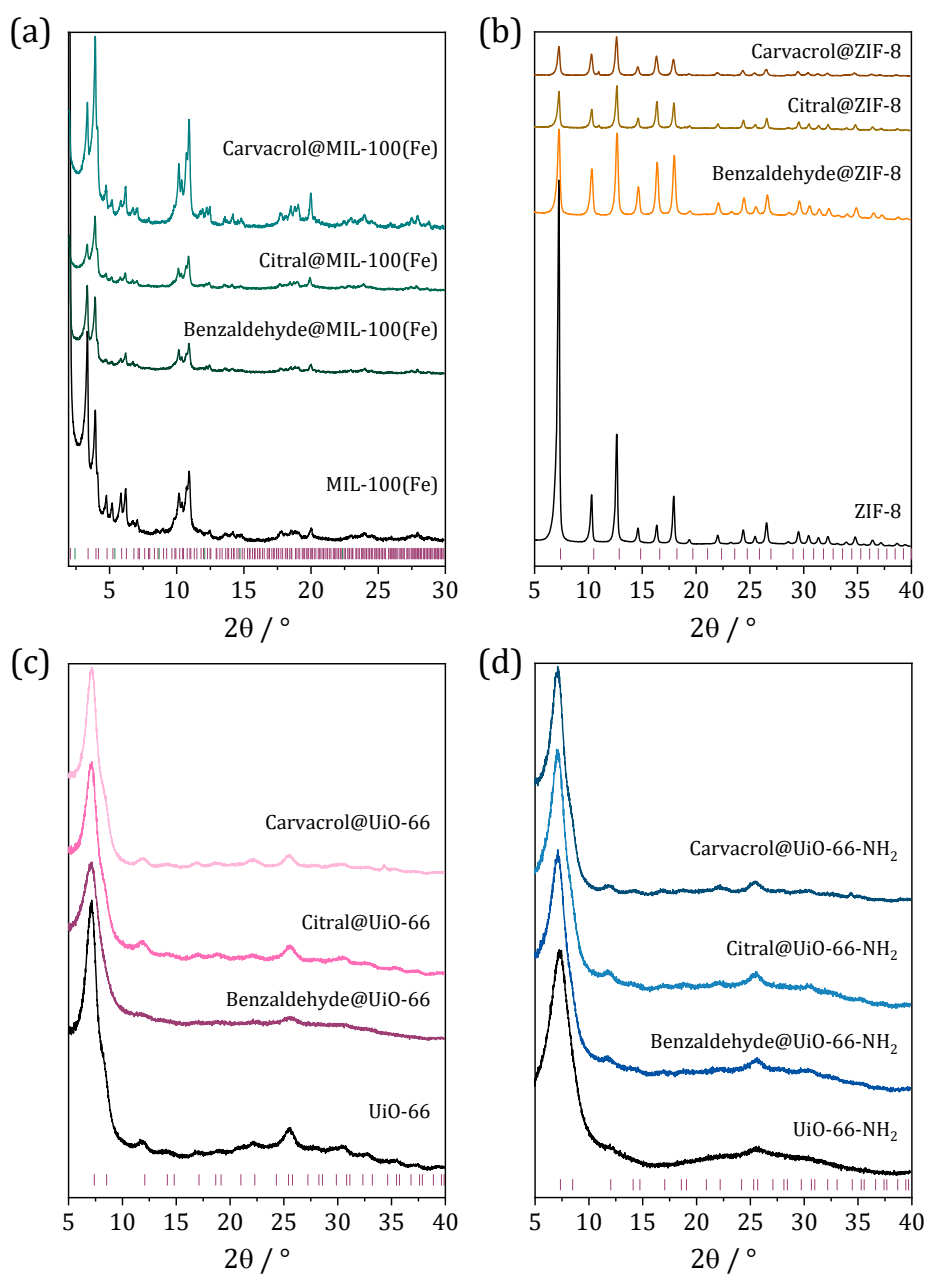 (a)
Carvacrol@MIL-100(Fe)
Citral@MIL-100(Fe)
Benzaldehyde@MIL-100(Fe)
MIL-100(Fe)
5 10 15 20 25 30
2θ / °
(b)
Carvacrol@ZIF-8
Citral@ZIF-8
Benzaldehyde@ZIF-8
ZIF-8
5 10 15 20 25 30 35 40
2θ / °
(c)
Carvacrol@UiO-66
Citral@UiO-66
Benzaldehyde@UiO-66
UiO-66
5 10 15 20 25 30 35 40
2θ / °
(d)
Carvacrol@UiO-66-NH₂
Citral@UiO-66-NH₂
Benzaldehyde@UiO-66-NH₂
UiO-66-NH₂
5 10 15 20 25 30 35 40
2θ / °